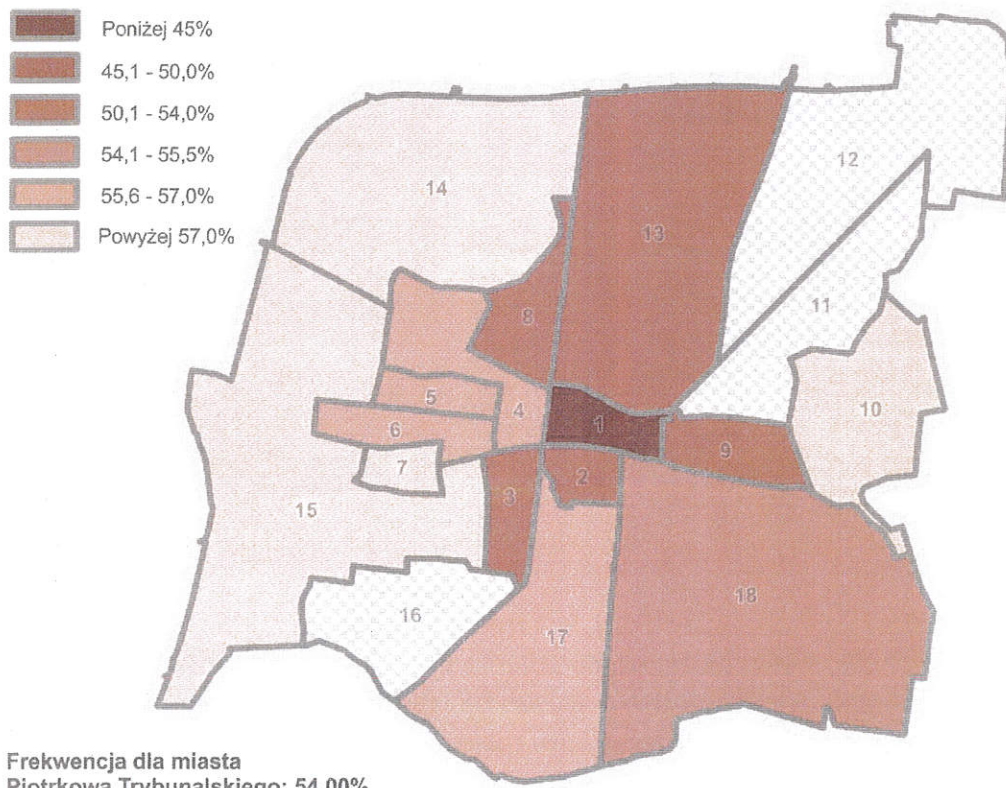 Poniżej 45%
45,1 - 50,0%
50,1 - 54,0%
54,1 - 55,5%
55,6 - 57,0%
Powyżej 57,0%
12
14
13
11
8
10
5
4
1
6
9
7
2
3
15
18
16
17
Frekwencja dla miasta
Piotrkowa Trybunalskiego: 54,00%